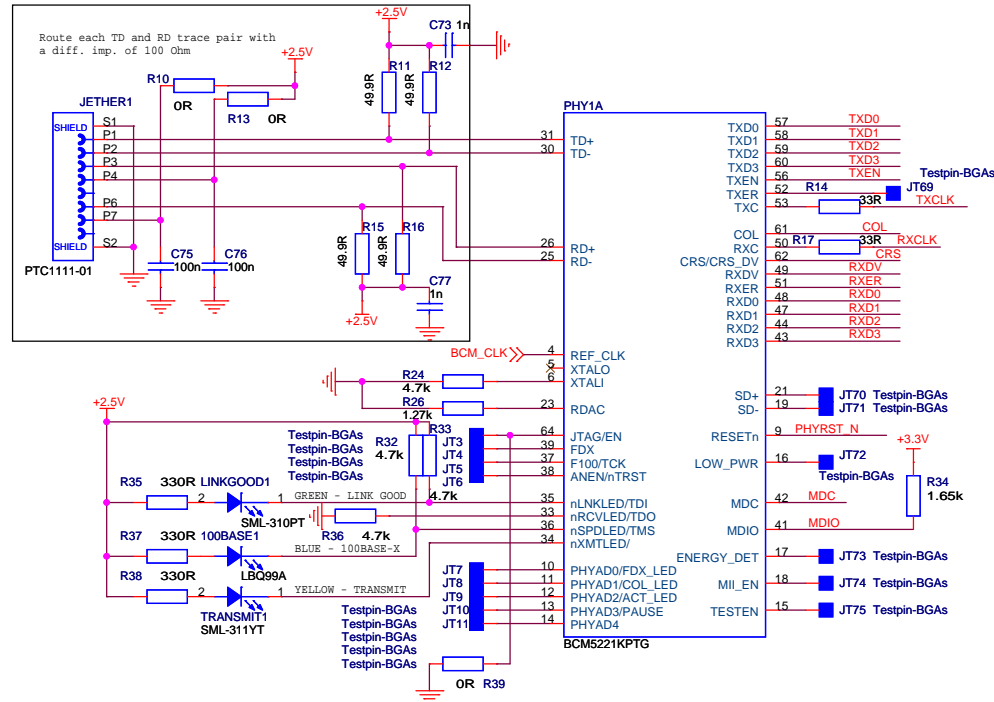 Route each TD and RD trace pair with
a diff. imp. of 100 Ohm
+2.5V
C73 1n
+2.5V
R10
0R
R13
0R
R11
49.9R
R12
49.9R
JETHER1
SHIELD
S1
P1
P2
P3
P4
P6
P7
SHIELD
S2
PTC1111-01
C75
100n
C76
100n
R15
49.9R
R16
49.9R
C77
1n
+2.5V
PHY1A
31 TD+
30 TD-
26 RD+
25 RD-
BCM_CLK
4 REF_CLK
5 XTALO
6 XTALI
23 RDAC
64 JTAG/EN
39 FDX
37 F100/TCK
38 ANEN/nTRST
35 nLNKLED/TDI
33 nRCVLED/TDO
36 nSPDLED/TMS
34 nXMTLED/
10 PHYAD0/FDX_LED
11 PHYAD1/COL_LED
12 PHYAD2/ACT_LED
13 PHYAD3/PAUSE
14 PHYAD4
BCM5221KPTG
TXD0 57 TXD0
TXD1 58 TXD1
TXD2 59 TXD2
TXD3 60 TXD3
TXEN 56 TXEN
TXER 52
Testpin-BGAs
JT69
TXC 53
R14
33R
TXCLK
COL 61 COL
RXC 50
R17
33R
RXCLK
CRS/CRS_DV 62 CRS
RXDV 49 RXDV
RXER 51 RXER
RXD0 48 RXD0
RXD1 47 RXD1
RXD2 44 RXD2
RXD3 43 RXD3
SD+ 21 JT70 Testpin-BGAs
SD- 19 JT71 Testpin-BGAs
RESETn 9 PHYRST_N
LOW_PWR 16 JT72
Testpin-BGAs
+3.3V
R34
1.65k
MDC 42 MDC
MDIO 41 MDIO
ENERGY_DET 17 JT73 Testpin-BGAs
MII_EN 18 JT74 Testpin-BGAs
TESTEN 15 JT75 Testpin-BGAs
R24
4.7k
R26
1.27k
+2.5V
Testpin-BGAs
Testpin-BGAs
Testpin-BGAs
Testpin-BGAs
R32
4.7k
R33
4.7k
JT3
JT4
JT5
JT6
R35
330R
2 LINKGOOD1 1
GREEN - LINK GOOD
SML-310PT
R36
4.7k
R37
330R
2 100BASE1 1
BLUE - 100BASE-X
LBQ99A
R38
330R
2 1
YELLOW - TRANSMIT
TRANSMIT1
SML-311YT
JT7
JT8
JT9
JT10
JT11
Testpin-BGAs
Testpin-BGAs
Testpin-BGAs
Testpin-BGAs
Testpin-BGAs
0R R39